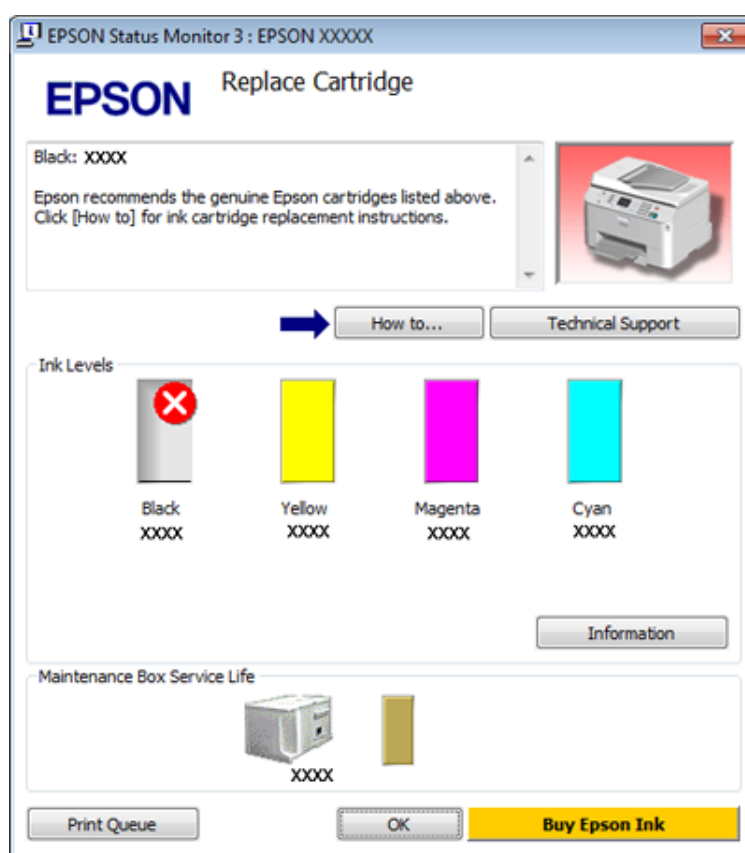 EPSON Status Monitor 3 : EPSON XXXXX
EPSON
Replace Cartridge
Black: XXXX
Epson recommends the genuine Epson cartridges listed above.
Click [How to] for ink cartridge replacement instructions.
How to...
Technical Support
Ink Levels
Black
Yellow
Magenta
Cyan
XXXX
XXXX
XXXX
XXXX
Information
Maintenance Box Service Life
XXXX
Print Queue
OK
Buy Epson Ink